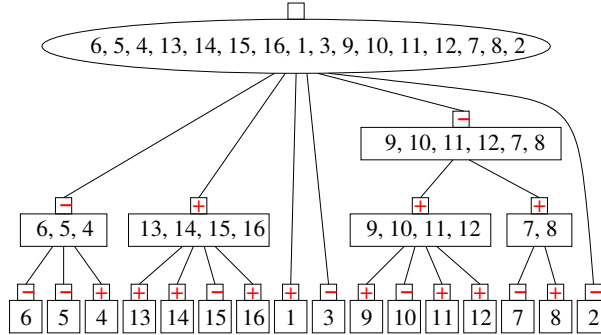 6, 5, 4, 13, 14, 15, 16, 1, 3, 9, 10, 11, 12, 7, 8, 2
−
9, 10, 11, 12, 7, 8
− + + +
6, 5, 4 13, 14, 15, 16 9, 10, 11, 12 7, 8
− − + + + − + + − + − + + − + −
6 5 4 13 14 15 16 1 3 9 10 11 12 7 8 2